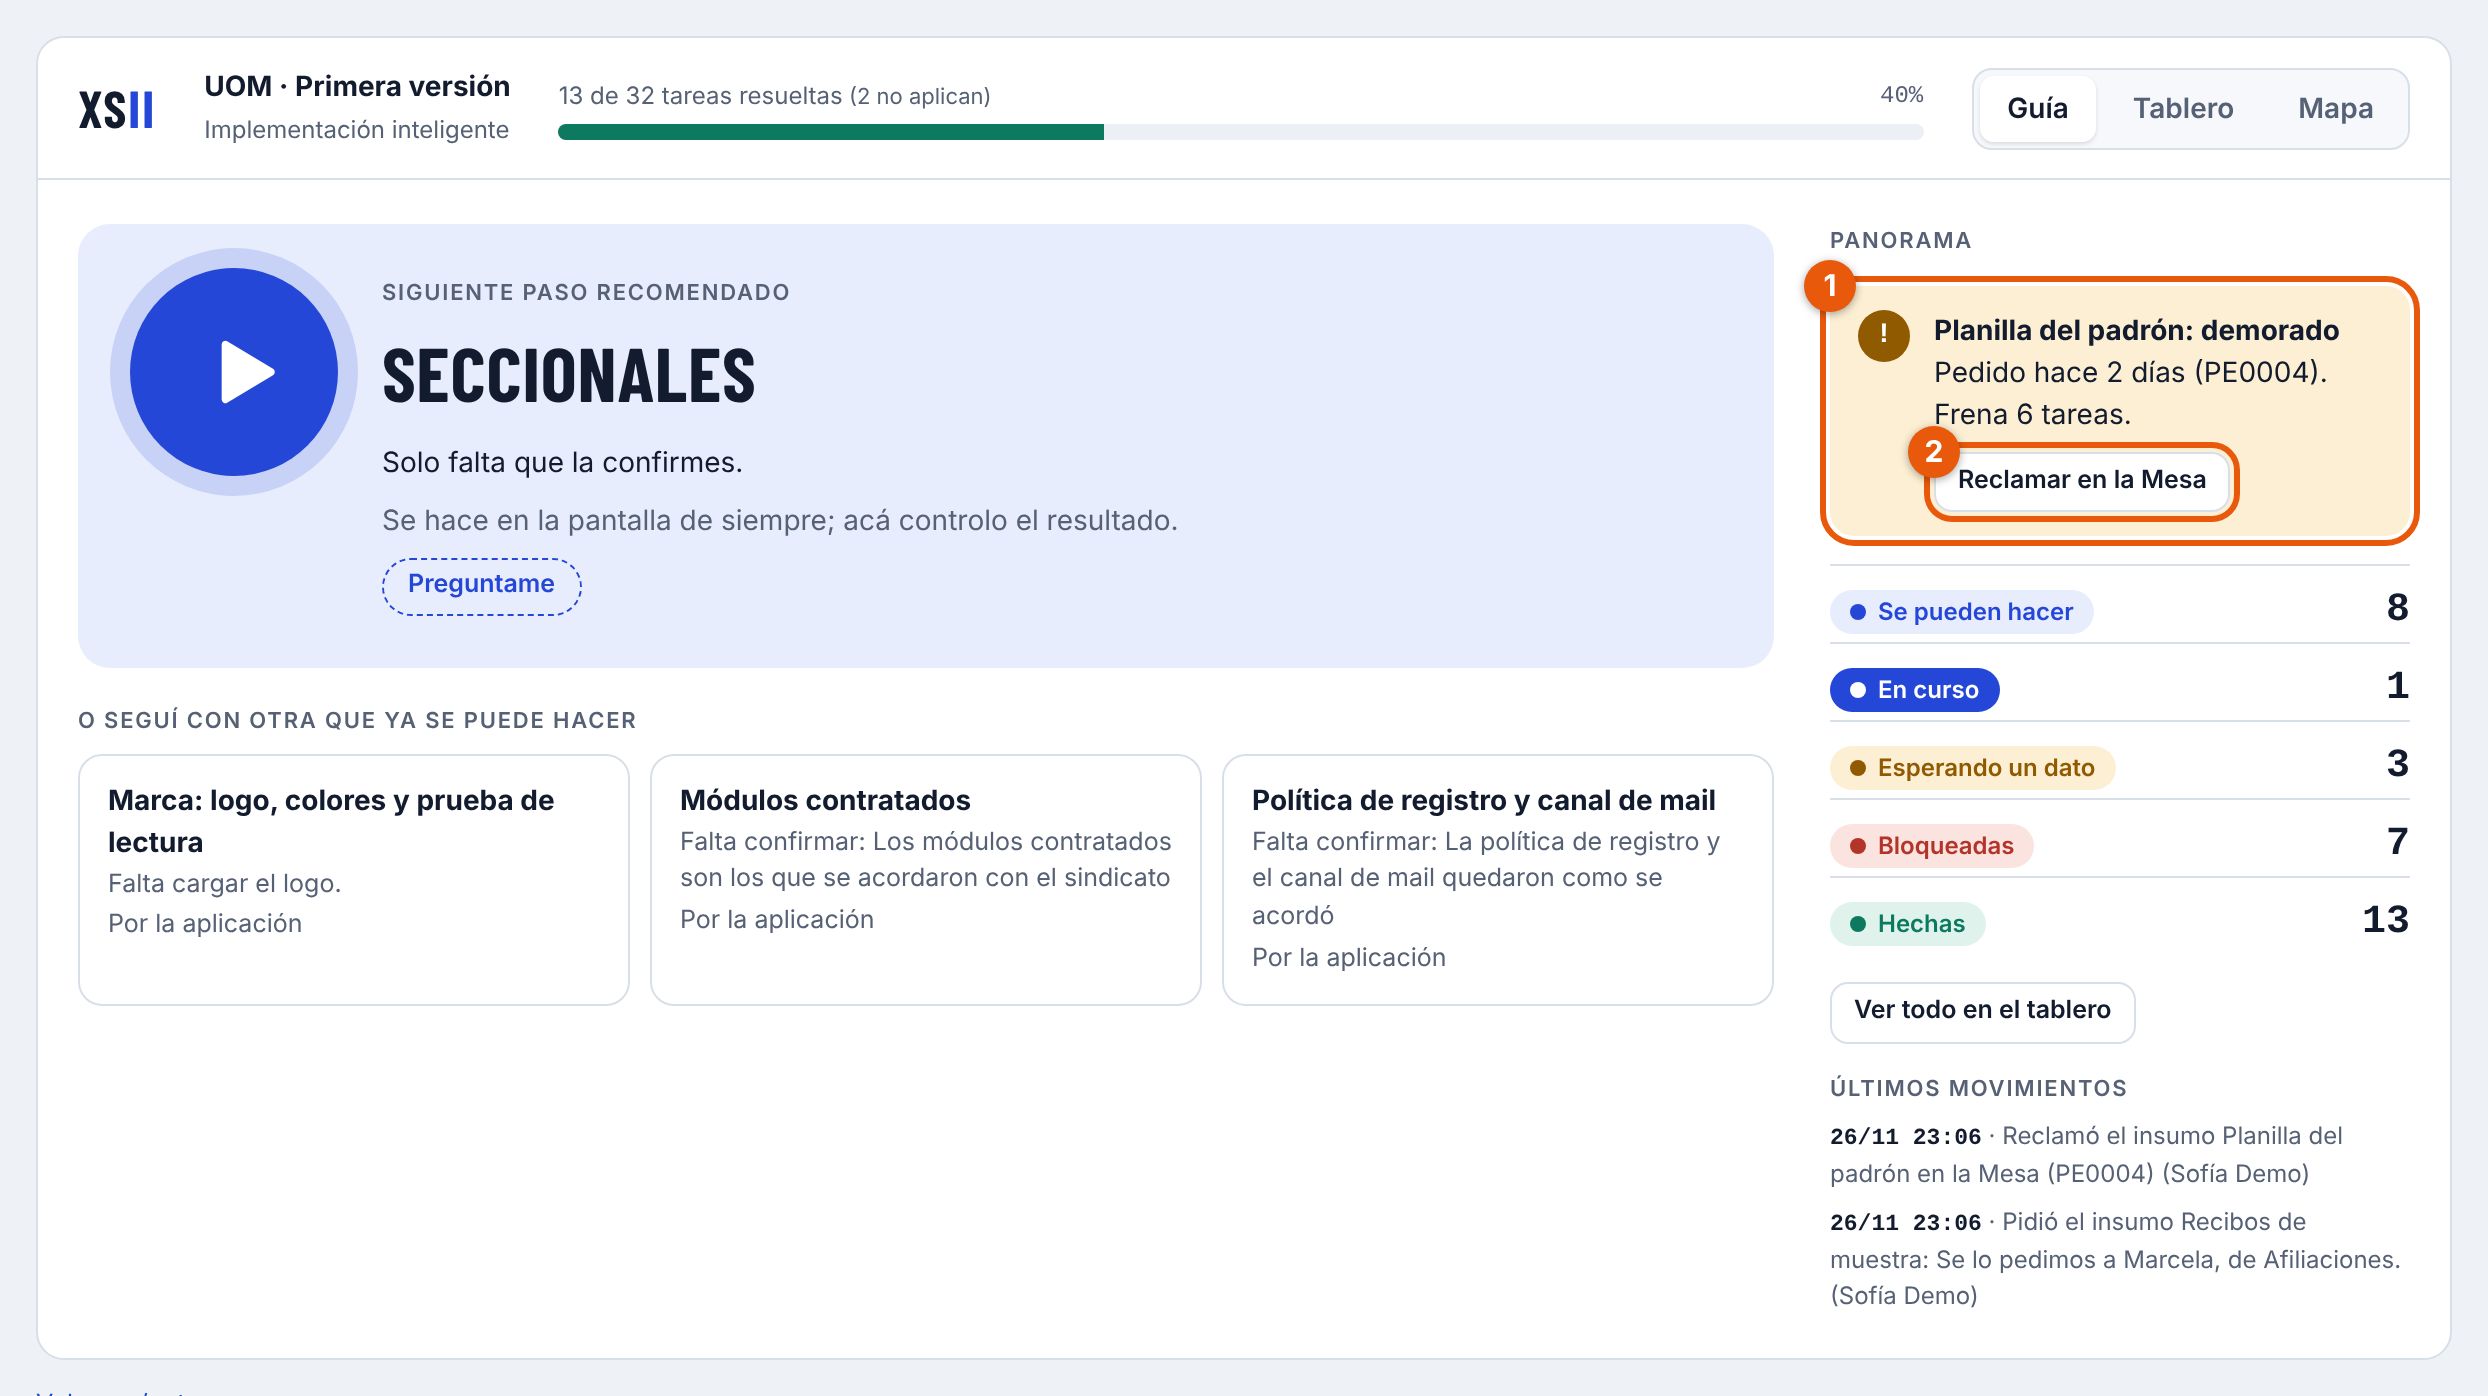 XSII
UOM · Primera versión
Implementación inteligente
13 de 32 tareas resueltas (2 no aplican)
40%
Guía
Tablero
Mapa
SIGUIENTE PASO RECOMENDADO
SECCIONALES
Solo falta que la confirmes.
Se hace en la pantalla de siempre; acá controlo el resultado.
Preguntame
O SEGUÍ CON OTRA QUE YA SE PUEDE HACER
Marca: logo, colores y prueba de
lectura
Falta cargar el logo.
Por la aplicación
Módulos contratados
Falta confirmar: Los módulos contratados
son los que se acordaron con el sindicato
Por la aplicación
Política de registro y canal de mail
Falta confirmar: La política de registro y
el canal de mail quedaron como se
acordó
Por la aplicación
PANORAMA
1
!
Planilla del padrón: demorado
Pedido hace 2 días (PE0004).
Frena 6 tareas.
2
Reclamar en la Mesa
Se pueden hacer
8
En curso
1
Esperando un dato
3
Bloqueadas
7
Hechas
13
Ver todo en el tablero
ÚLTIMOS MOVIMIENTOS
26/11 23:06 · Reclamó el insumo Planilla del
padrón en la Mesa (PE0004) (Sofía Demo)
26/11 23:06 · Pidió el insumo Recibos de
muestra: Se lo pedimos a Marcela, de Afiliaciones.
(Sofía Demo)